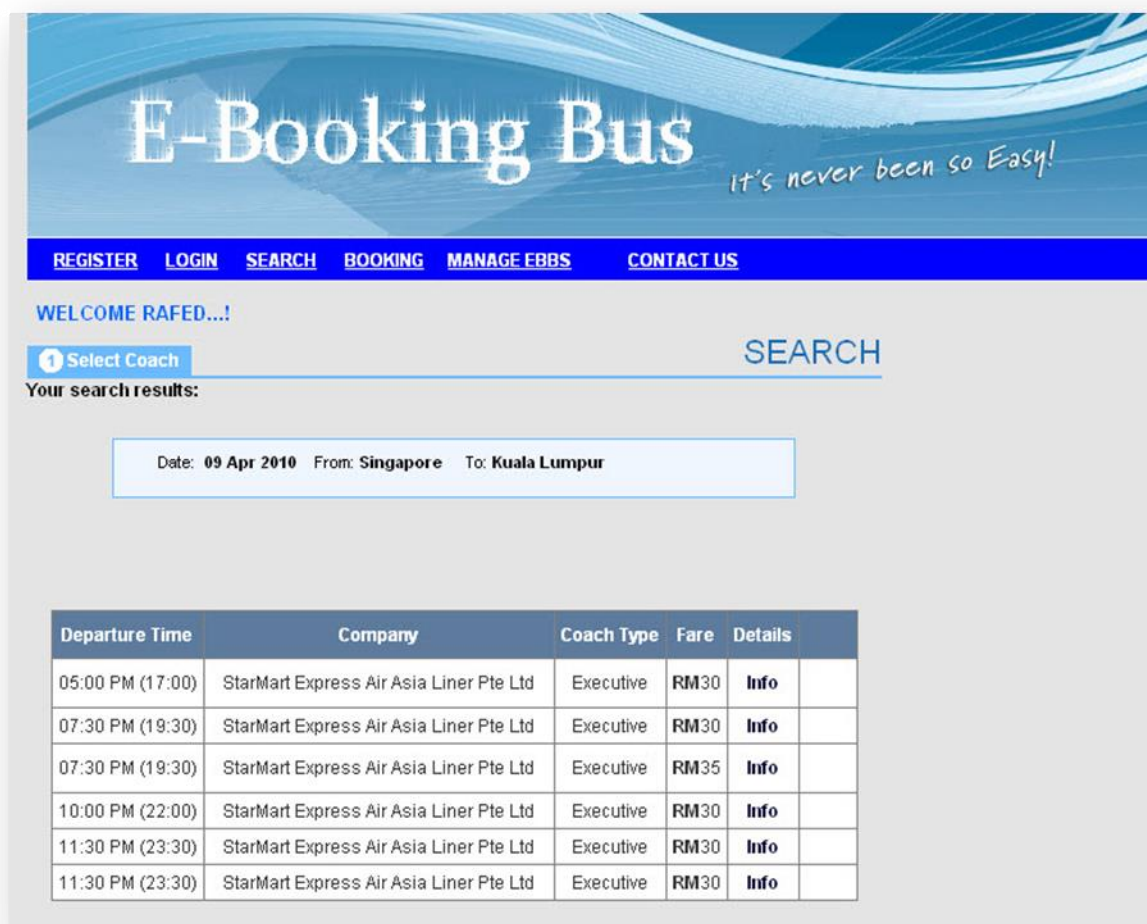 E-Booking Bus
It's never been so Easy!
REGISTER LOGIN SEARCH BOOKING MANAGE EBBS CONTACT US
WELCOME RAFED...!
1 Select Coach
SEARCH
Your search results:
Date: 09 Apr 2010 From: Singapore To: Kuala Lumpur
Departure Time Company Coach Type Fare Details
05:00 PM (17:00) StarMart Express Air Asia Liner Pte Ltd Executive RM30 Info
07:30 PM (19:30) StarMart Express Air Asia Liner Pte Ltd Executive RM30 Info
07:30 PM (19:30) StarMart Express Air Asia Liner Pte Ltd Executive RM35 Info
10:00 PM (22:00) StarMart Express Air Asia Liner Pte Ltd Executive RM30 Info
11:30 PM (23:30) StarMart Express Air Asia Liner Pte Ltd Executive RM30 Info
11:30 PM (23:30) StarMart Express Air Asia Liner Pte Ltd Executive RM30 Info